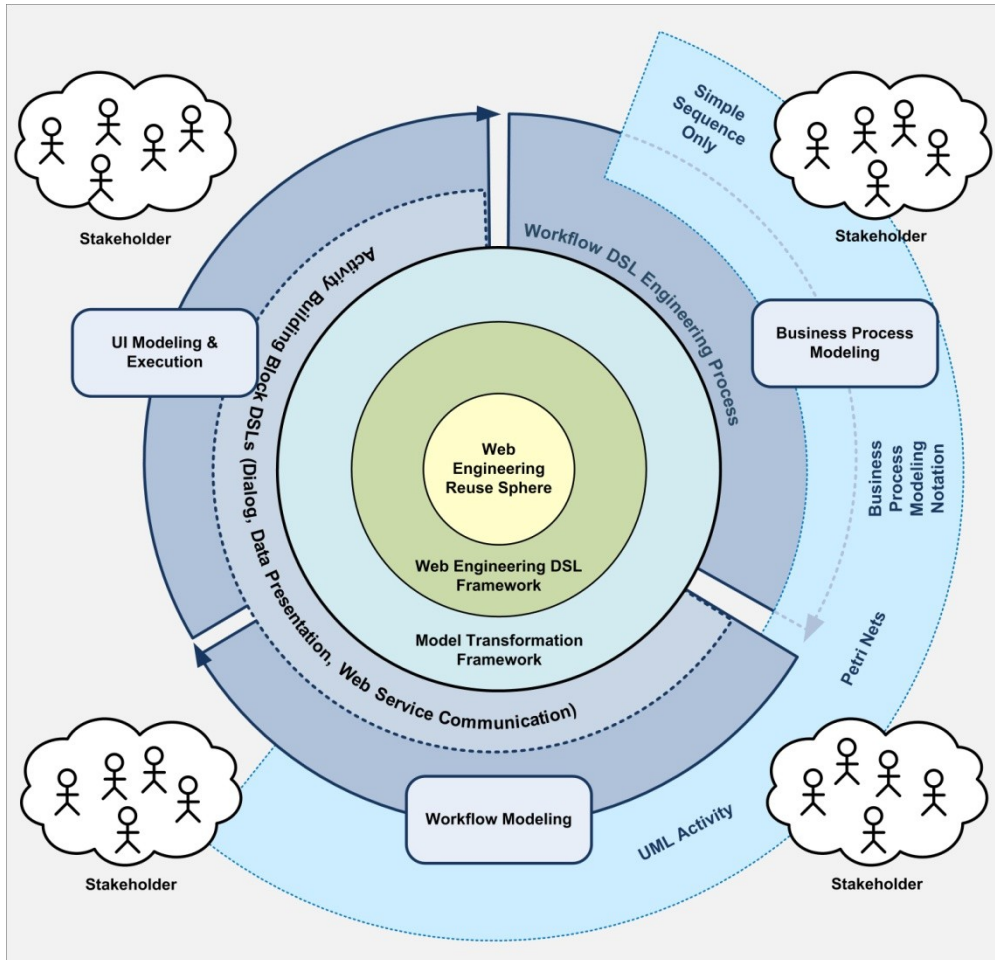 Simple
Sequence
Only
Stakeholder
Stakeholder
Workflow DSL Engineering Process
Activity Building Block DSLs (Dialog, Data Presentation, Web Service Communication)
UI Modeling &
Execution
Business Process
Modeling
Web
Engineering
Reuse Sphere
Business
Process
Modeling
Notation
Web Engineering DSL
Framework
Model Transformation
Framework
Petri Nets
Workflow Modeling
UML Activity
Stakeholder
Stakeholder